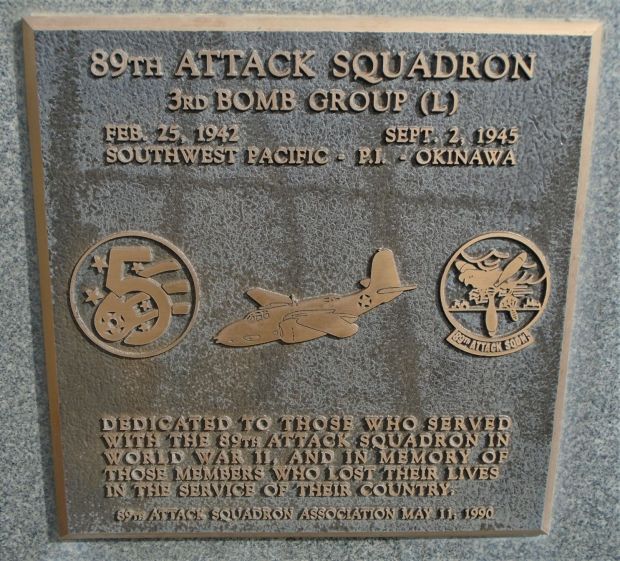 89TH ATTACK SQUADRON
3RD BOMB GROUP (L)
FEB. 25, 1942 SEPT. 2, 1945
SOUTHWEST PACIFIC - P.I. - OKINAWA
5
89TH ATTACK SQDN
DEDICATED TO THOSE WHO SERVED
WITH THE 89TH ATTACK SQUADRON IN
WORLD WAR II, AND IN MEMORY OF
THOSE MEMBERS WHO LOST THEIR LIVES
IN THE SERVICE OF THEIR COUNTRY.
89TH ATTACK SQUADRON ASSOCIATION MAY 11, 1990